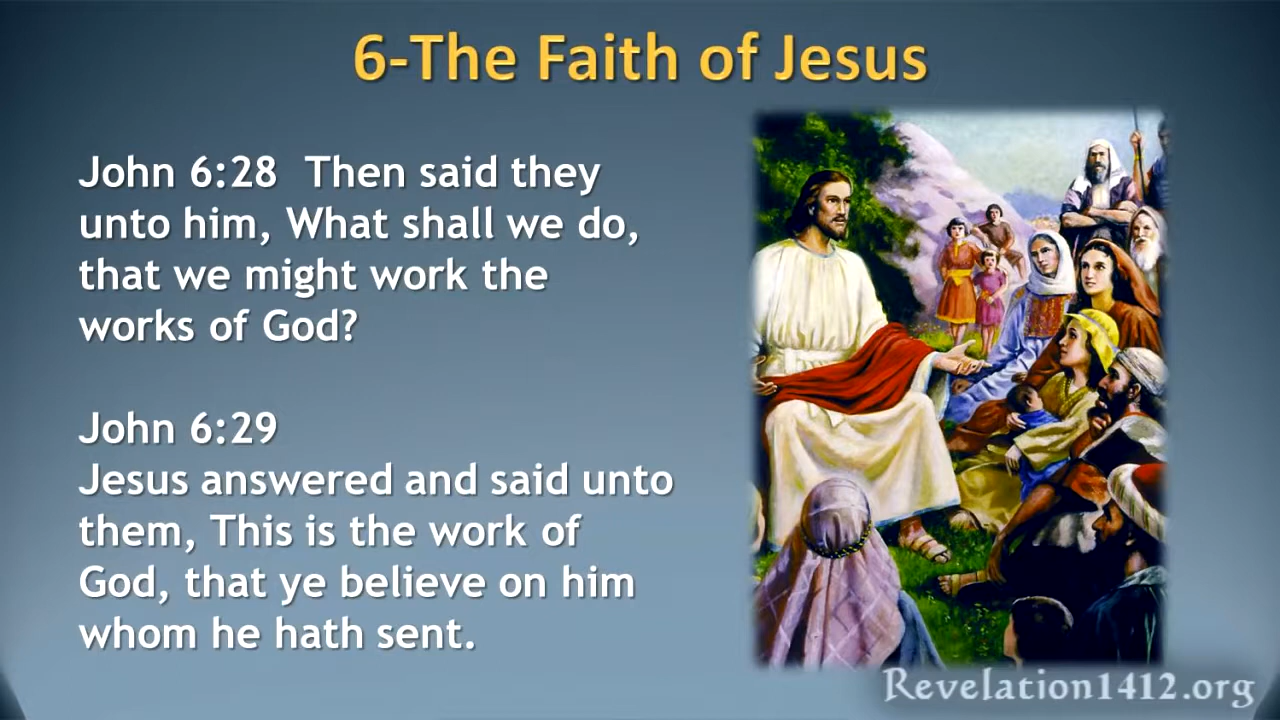 6-The Faith of Jesus
John 6:28  Then said they
unto him, What shall we do,
that we might work the
works of God?
John 6:29
Jesus answered and said unto
them, This is the work of
God, that ye believe on him
whom he hath sent.
Revelation1412.org